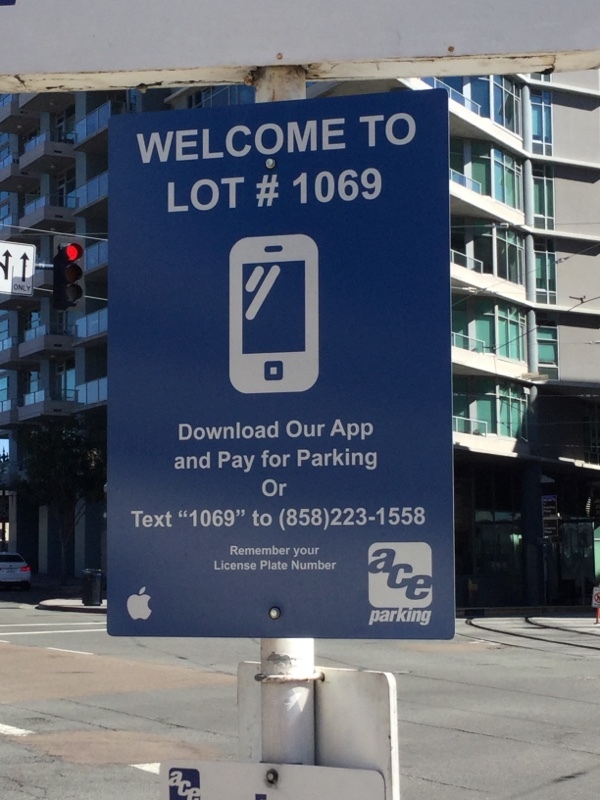 WELCOME TO
LOT # 1069
ONLY
Download Our App
and Pay for Parking
Or
Text “1069” to (858)223-1558
Remember your
License Plate Number
ace
parking
ace